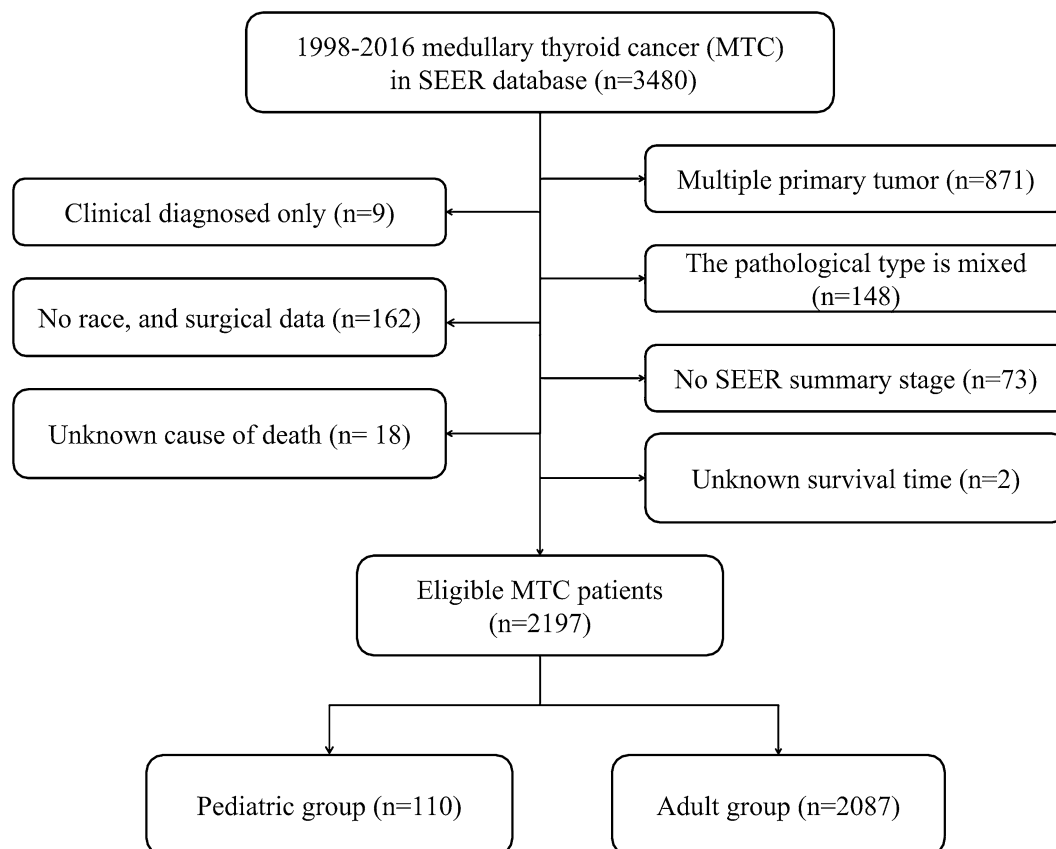 1998-2016 medullary thyroid cancer (MTC)
in SEER database (n=3480)
Multiple primary tumor (n=871)
Clinical diagnosed only (n=9)
The pathological type is mixed
(n=148)
No race, and surgical data (n=162)
No SEER summary stage (n=73)
Unknown cause of death (n= 18)
Unknown survival time (n=2)
Eligible MTC patients
(n=2197)
Pediatric group (n=110)
Adult group (n=2087)